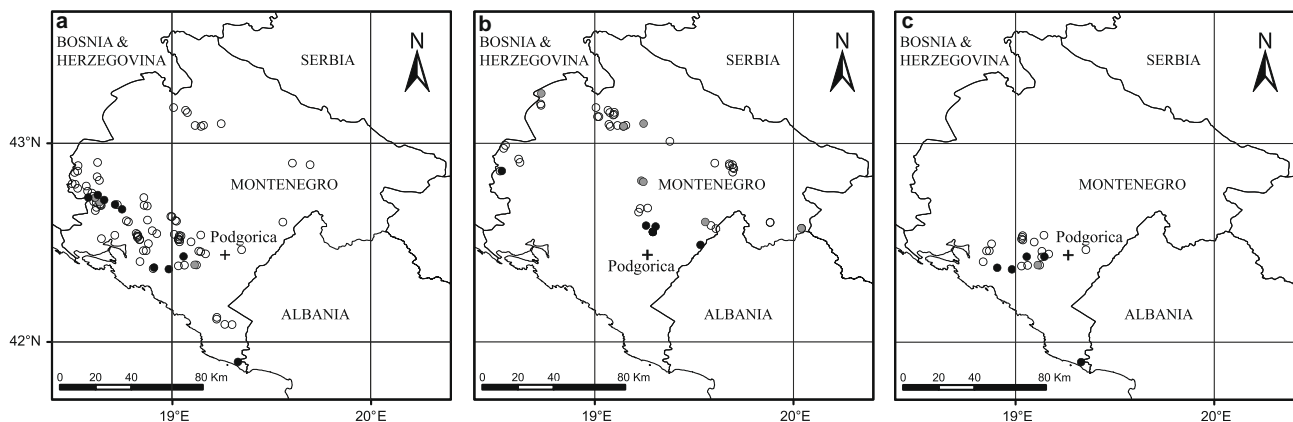 a
BOSNIA &
HERZEGOVINA
SERBIA
N
43°N
MONTENEGRO
Podgorica
ALBANIA
42°N
0 20 40 80 Km
19°E 20°E
b
BOSNIA &
HERZEGOVINA
SERBIA
N
MONTENEGRO
Podgorica
ALBANIA
0 20 40 80 Km
19°E 20°E
c
BOSNIA &
HERZEGOVINA
SERBIA
N
MONTENEGRO
Podgorica
ALBANIA
0 20 40 80 Km
19°E 20°E